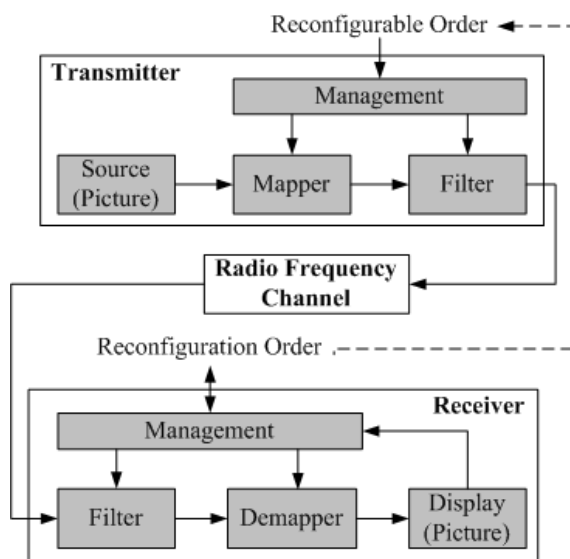 Reconfigurable Order
Transmitter
Management
Source
(Picture)
Mapper
Filter
Radio Frequency
Channel
Reconfiguration Order
Receiver
Management
Filter
Demapper
Display
(Picture)